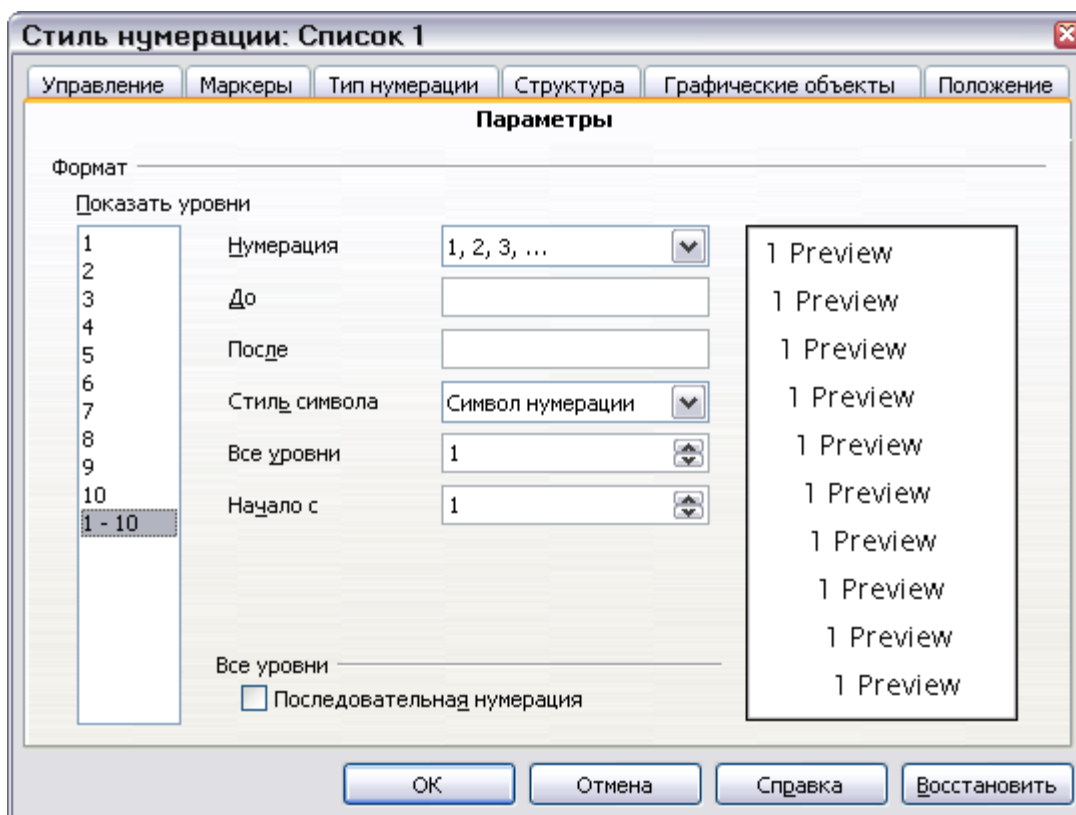 Стиль нумерации: Список 1
Управление Маркеры Тип нумерации Структура Графические объекты Положение
Параметры
Формат
Показать уровни
1
2
3
4
5
6
7
8
9
10
1 - 10
Нумерация 1, 2, 3, ...
До
После
Стиль символа Символ нумерации
Все уровни 1
Начало с 1
Все уровни
Последовательная нумерация
1 Preview
1 Preview
1 Preview
1 Preview
1 Preview
1 Preview
1 Preview
1 Preview
1 Preview
1 Preview
ОК Отмена Справка Восстановить